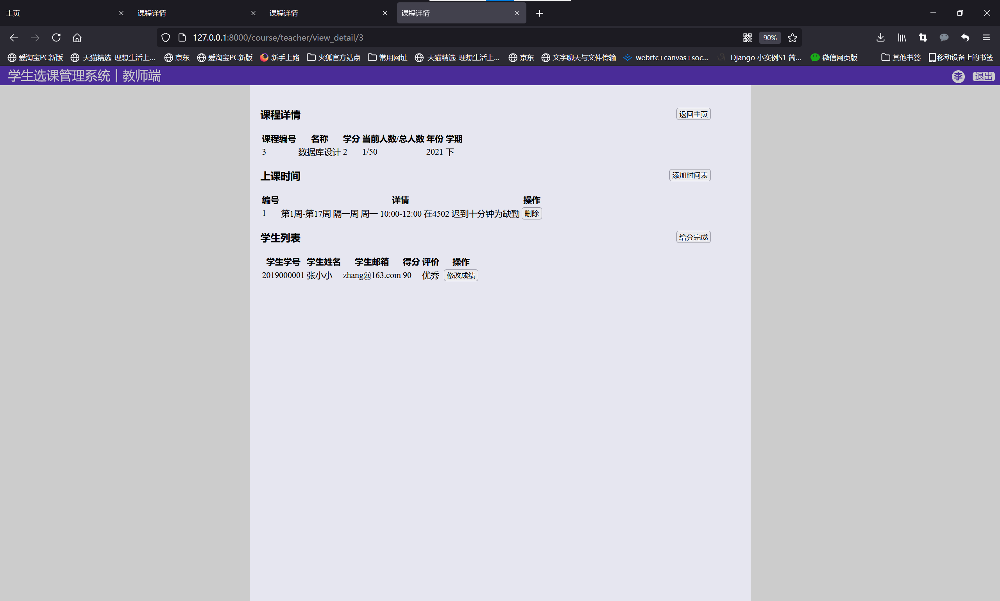 主页 课程详情 课程详情 课程详情
127.0.0.1:8000/course/teacher/view_detail/3 90%
爱淘宝PC新版 天猫精选-理想生活上... 京东 爱淘宝PC新版 新手上路 火狐官方站点 常用网址 天猫精选-理想生活上... 京东 文字聊天与文件传输 webrtc+canvas+soc... Django 小实例S1 简... 微信网页版 其他书签 移动设备上的书签
学生选课管理系统 | 教师端 李 退出
课程详情 返回主页
课程编号 名称 学分 当前人数/总人数 年份 学期
3 数据库设计 2 1/50 2021 下
上课时间 添加时间表
编号 详情 操作
1 第1周-第17周 隔一周 周一 10:00-12:00 在4502 迟到十分钟为缺勤 删除
学生列表 给分完成
学生学号 学生姓名 学生邮箱 得分 评价 操作
2019000001 张小小 zhang@163.com 90 优秀 修改成绩